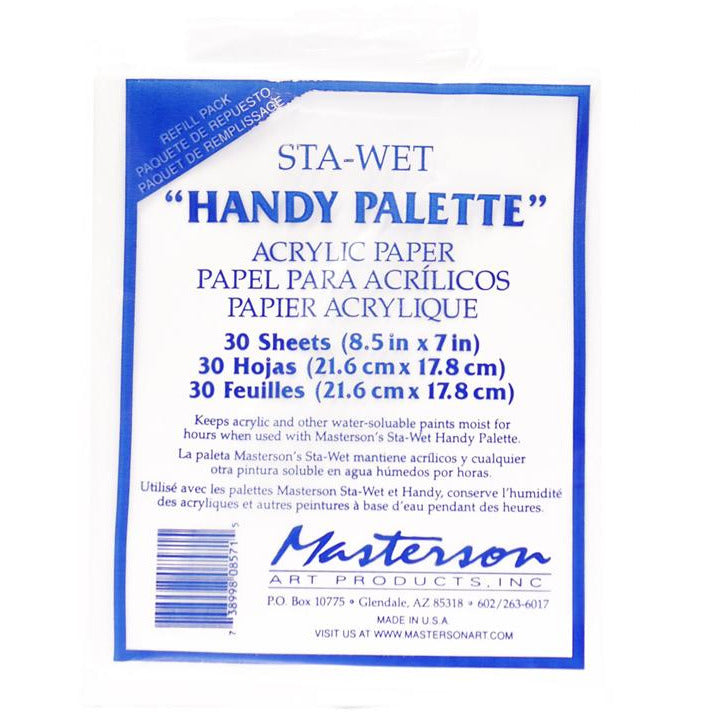 REFILL PACK
PAQUETE DE REPUESTO
PAQUET DE REMPLISSAGE
STA-WET
“HANDY PALETTE”
ACRYLIC PAPER
PAPEL PARA ACRÍLICOS
PAPIER ACRYLIQUE
30 Sheets (8.5 in x 7 in)
30 Hojas (21.6 cm x 17.8 cm)
30 Feuilles (21.6 cm x 17.8 cm)
Keeps acrylic and other water-soluable paints moist for
hours when used with Masterson's Sta-Wet Handy Palette.
La paleta Masterson's Sta-Wet mantiene acrílicos y cualquier
otra pintura soluble en agua húmedos por horas.
Utilisé avec les palettes Masterson Sta-Wet et Handy, conserve l'humidité
des acryliques et autres peintures à base d'eau pendant des heures.
Masterson
ART PRODUCTS, INC
P.O. Box 10775 • Glendale, AZ 85318 • 602/263-6017
MADE IN U.S.A.
VISIT US AT WWW.MASTERSONART.COM
7 38998 08571 5